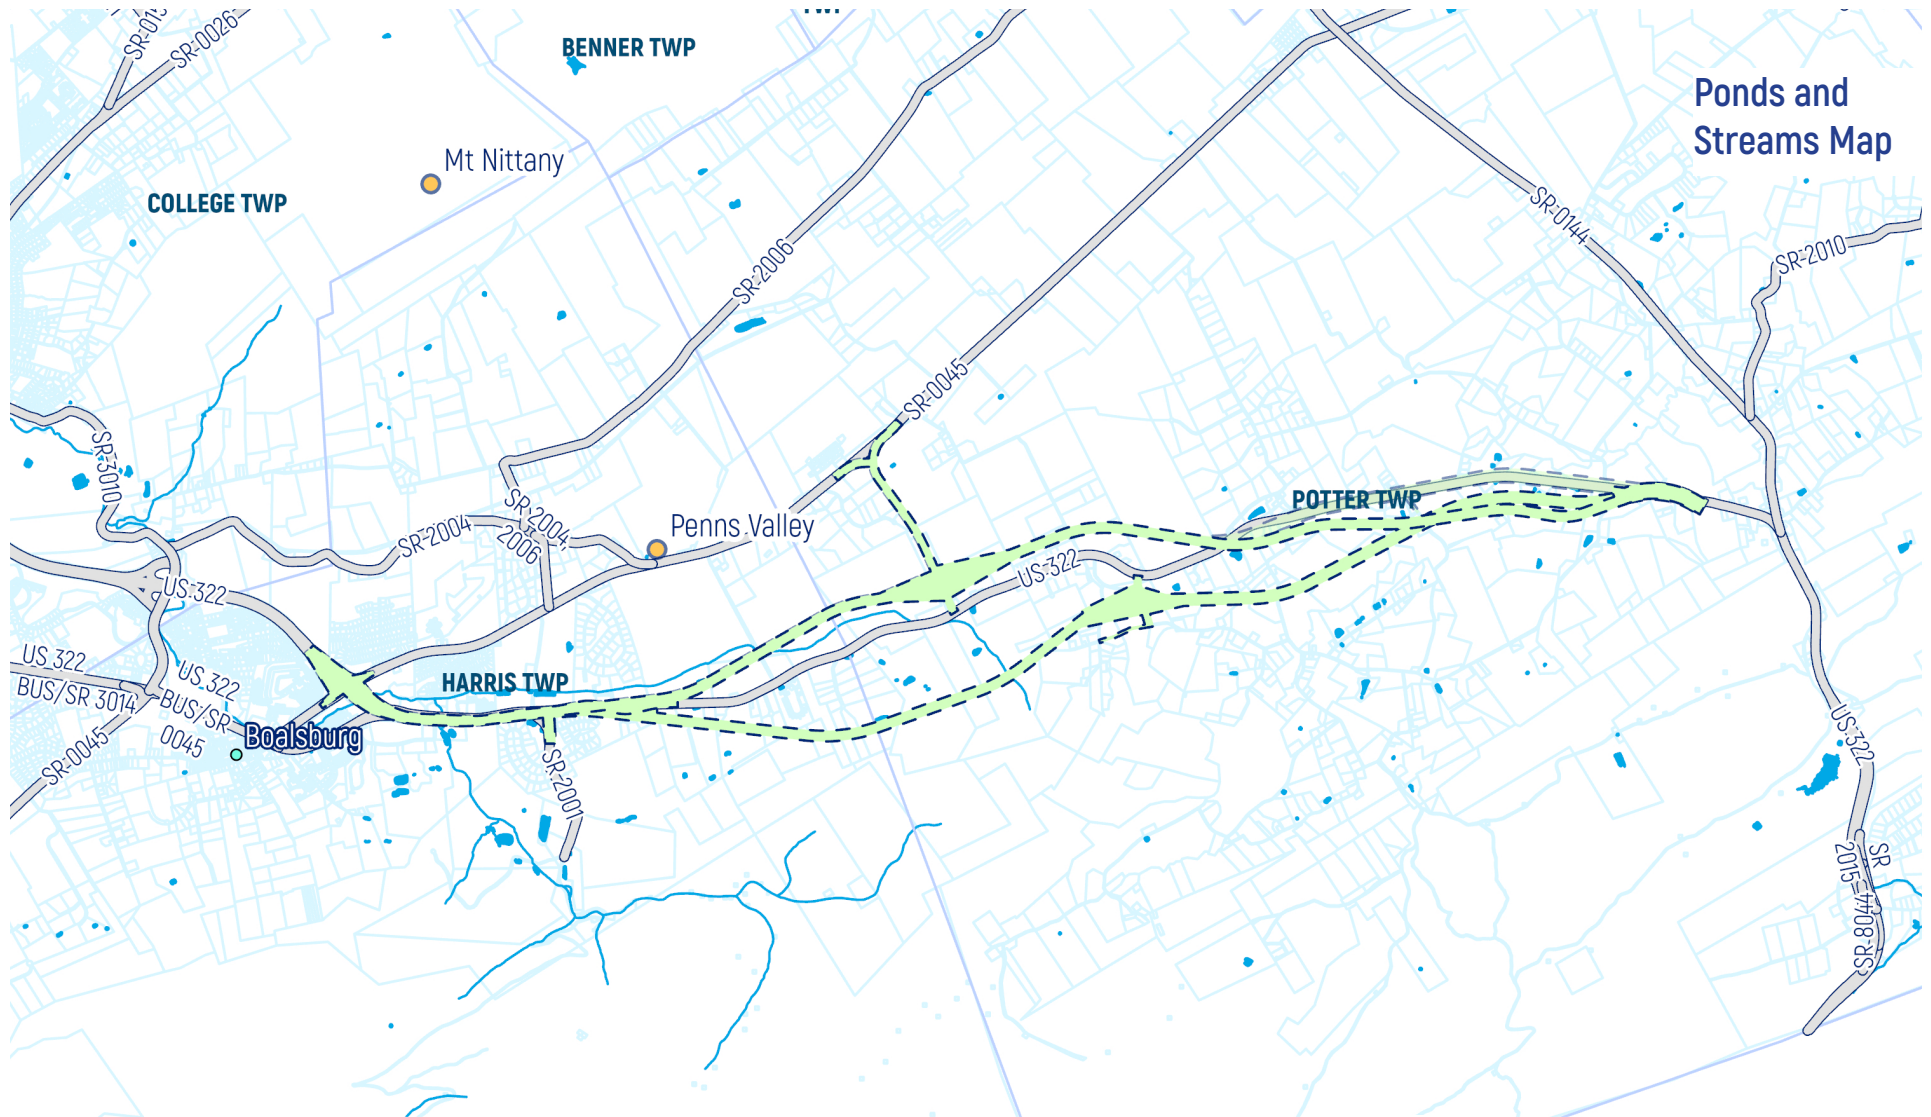 TWP
BENNER TWP
SR-0026
Ponds and
Streams Map
Mt Nittany
COLLEGE TWP
SR-0144
SR-2010
SR-2006
SR-0045
SR-3010
SR-2004
SR-2004,
2006
Penns Valley
POTTER TWP
US-322
US-322
US 322
BUS/SR 3014
US 322
BUS/SR
0045
HARRIS TWP
Boalsburg
SR-0045
SR-2001
US-322
SR
2015